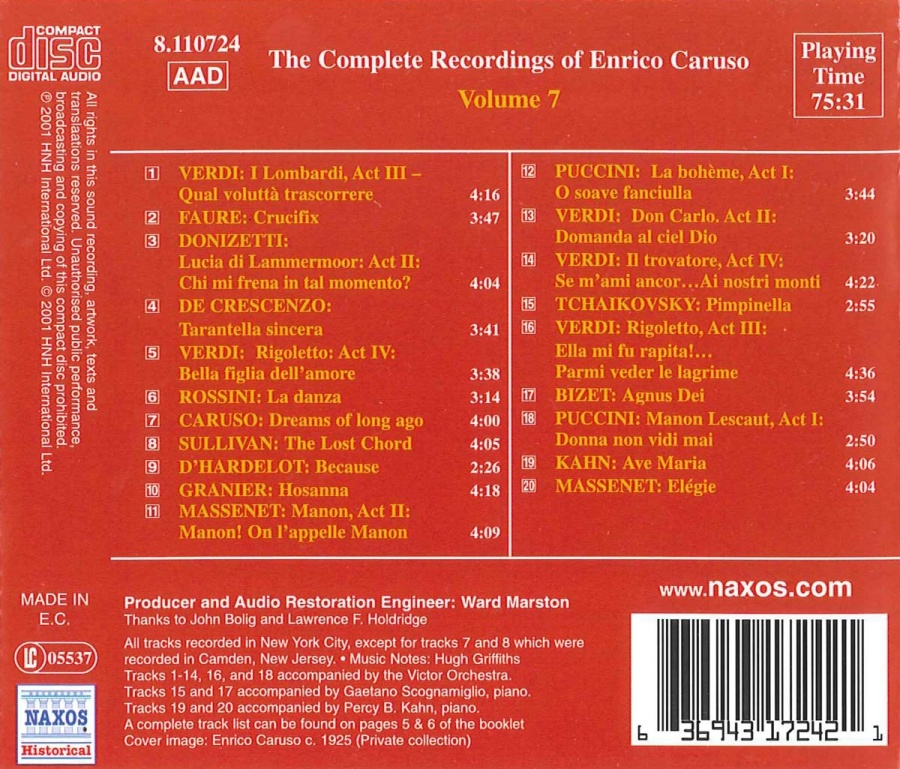 COMPACT
disc
DIGITAL AUDIO
8.110724
AAD
The Complete Recordings of Enrico Caruso
Volume 7
Playing
Time
75:31
All rights in this sound recording, artwork, texts and
translaations reserved. Unauthorised public performance,
broadcasting and copying of this compact disc prohibited.
℗ 2001 HNH International Ltd © 2001 HNH International Ltd.
1 VERDI: I Lombardi, Act III –
Qual voluttà trascorrere 4:16
2 FAURE: Crucifix 3:47
3 DONIZETTI:
Lucia di Lammermoor: Act II:
Chi mi frena in tal momento? 4:04
4 DE CRESCENZO:
Tarantella sincera 3:41
5 VERDI: Rigoletto: Act IV:
Bella figlia dell'amore 3:38
6 ROSSINI: La danza 3:14
7 CARUSO: Dreams of long ago 4:00
8 SULLIVAN: The Lost Chord 4:05
9 D'HARDELOT: Because 2:26
10 GRANIER: Hosanna 4:18
11 MASSENET: Manon, Act II:
Manon! On l'appelle Manon 4:09
12 PUCCINI: La bohème, Act I:
O soave fanciulla 3:44
13 VERDI: Don Carlo. Act II:
Domanda al ciel Dio 3:20
14 VERDI: Il trovatore, Act IV:
Se m'ami ancor...Ai nostri monti 4:22
15 TCHAIKOVSKY: Pimpinella 2:55
16 VERDI: Rigoletto, Act III:
Ella mi fu rapita!...
Parmi veder le lagrime 4:36
17 BIZET: Agnus Dei 3:54
18 PUCCINI: Manon Lescaut, Act I:
Donna non vidi mai 2:50
19 KAHN: Ave Maria 4:06
20 MASSENET: Elégie 4:04
MADE IN
E.C.
LC 05537
NAXOS
Historical
Producer and Audio Restoration Engineer: Ward Marston
Thanks to John Bolig and Lawrence F. Holdridge
All tracks recorded in New York City, except for tracks 7 and 8 which were
recorded in Camden, New Jersey. • Music Notes: Hugh Griffiths
Tracks 1-14, 16, and 18 accompanied by the Victor Orchestra.
Tracks 15 and 17 accompanied by Gaetano Scognamiglio, piano.
Tracks 19 and 20 accompanied by Percy B. Kahn, piano.
A complete track list can be found on pages 5 & 6 of the booklet
Cover image: Enrico Caruso c. 1925 (Private collection)
www.naxos.com
6 36943 17242 1